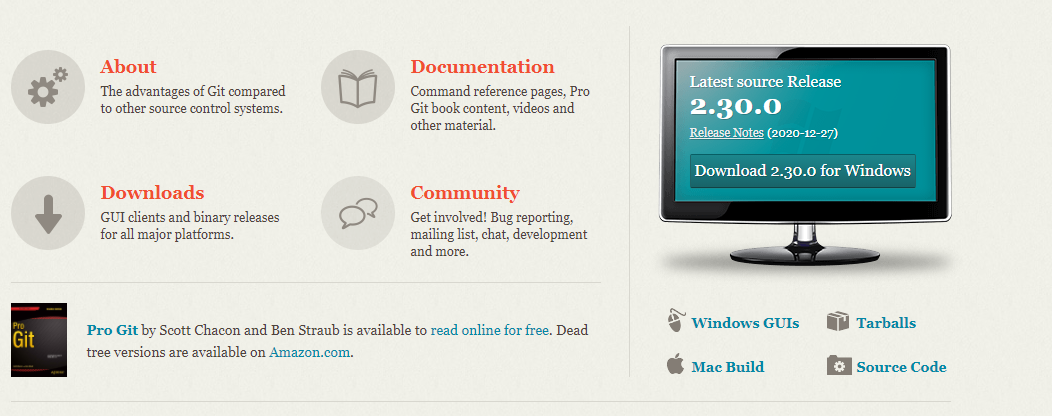 About
The advantages of Git compared
to other source control systems.
Documentation
Command reference pages, Pro
Git book content, videos and
other material.
Downloads
GUI clients and binary releases
for all major platforms.
Community
Get involved! Bug reporting,
mailing list, chat, development
and more.
Pro
Git
Pro Git by Scott Chacon and Ben Straub is available to read online for free. Dead
tree versions are available on Amazon.com.
Latest source Release
2.30.0
Release Notes (2020-12-27)
Download 2.30.0 for Windows
Windows GUIs
Tarballs
Mac Build
Source Code